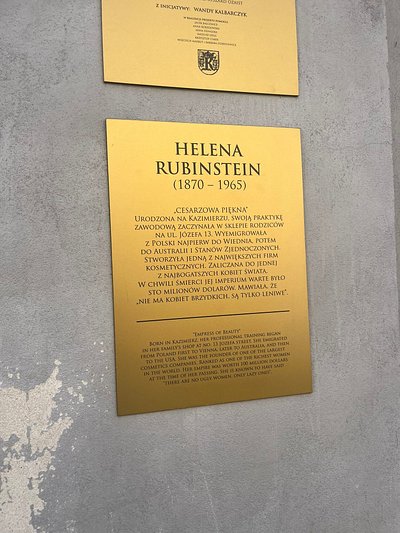 Z INICJATYWY: WANDY KALBARCZYK
HELENA
RUBINSTEIN
(1870 – 1965)
„CESARZOWA PIĘKNA”
URODZONA NA KAZIMIERZU, SWOJĄ PRAKTYKĘ
ZAWODOWĄ ZACZYNAŁA W SKLEPIE RODZICÓW
NA UL. JÓZEFA 13. WYEMIGROWAŁA
Z POLSKI NAJPIERW DO WIEDNIA, POTEM
DO AUSTRALII I STANÓW ZJEDNOCZONYCH.
STWORZYŁA JEDNĄ Z NAJWIĘKSZYCH FIRM
KOSMETYCZNYCH. ZALICZANA DO JEDNEJ
Z NAJBOGATSZYCH KOBIET ŚWIATA.
W CHWILI ŚMIERCI JEJ IMPERIUM WARTE BYŁO
STO MILIONÓW DOLARÓW. MAWIAŁA, ŻE
„NIE MA KOBIET BRZYDKICH, SĄ TYLKO LENIWE”.
"EMPRESS OF BEAUTY"
BORN IN KAZIMIERZ, HER PROFESSIONAL TRAINING BEGAN
IN HER FAMILY'S SHOP AT NO. 13 JOZEFA STREET. SHE EMIGRATED
FROM POLAND FIRST TO VIENNA, LATER TO AUSTRALIA, AND THEN
TO THE USA. SHE WAS THE FOUNDER OF ONE OF THE LARGEST
COSMETICS COMPANIES. RANKED AS ONE OF THE RICHEST WOMEN
IN THE WORLD. HER EMPIRE WAS WORTH 100 MILLION DOLLARS
AT THE TIME OF HER PASSING. SHE IS KNOWN TO HAVE SAID
"THERE ARE NO UGLY WOMEN, ONLY LAZY ONES".